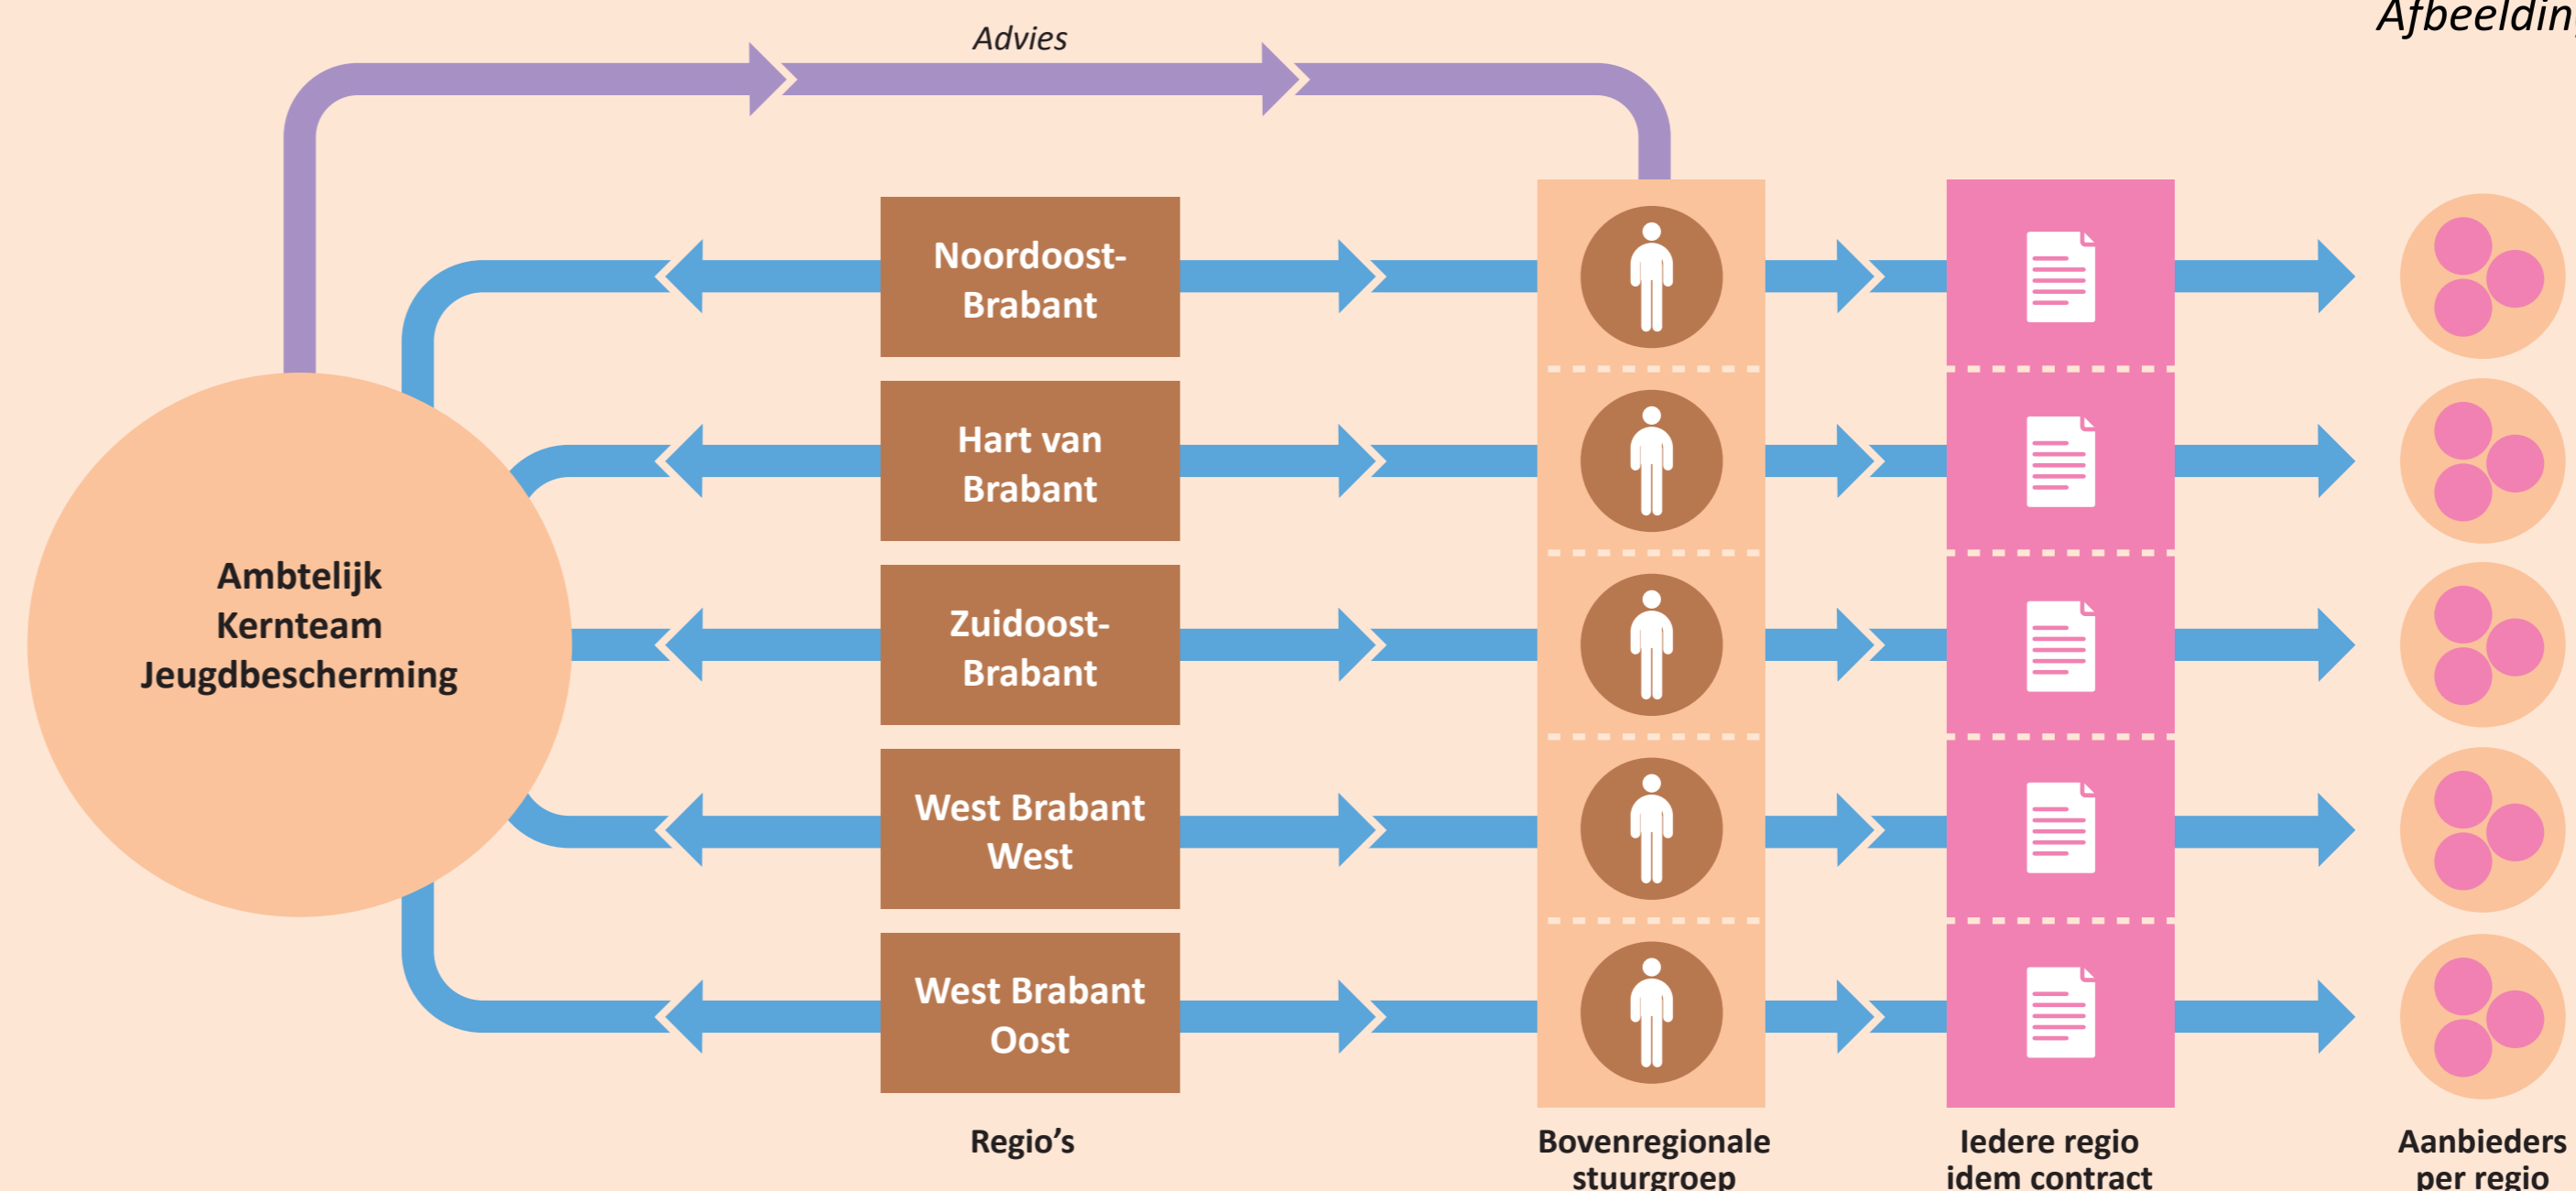 Advies
Noordoost-
Brabant
Hart van
Brabant
Ambtelijk
Kernteam
Jeugdbescherming
Zuidoost-
Brabant
West Brabant
West
West Brabant
Oost
Regio’s
Bovenregionale
stuurgroep
Iedere regio
idem contract
Aanbieders
per regio